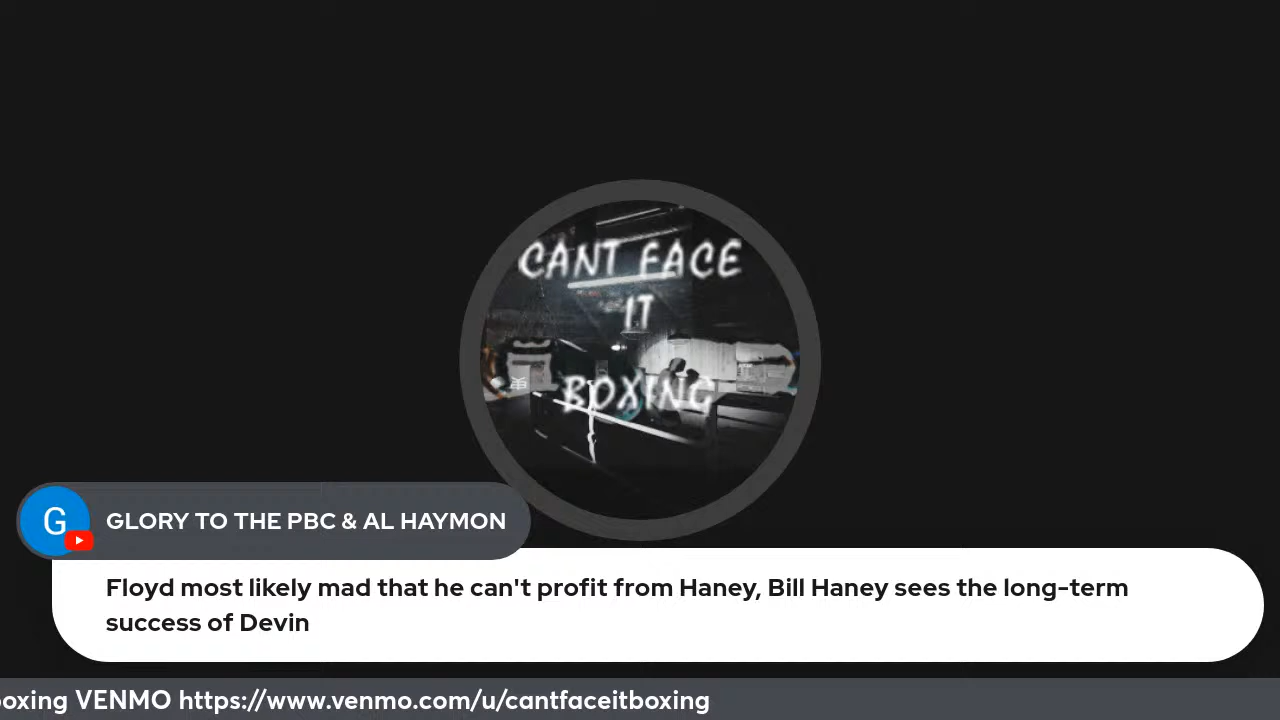 CANT FACE
IT
BOXING
GLORY TO THE PBC & AL HAYMON
Floyd most likely mad that he can't profit from Haney, Bill Haney sees the long-term
success of Devin
oxing VENMO https://www.venmo.com/u/cantfaceitboxing